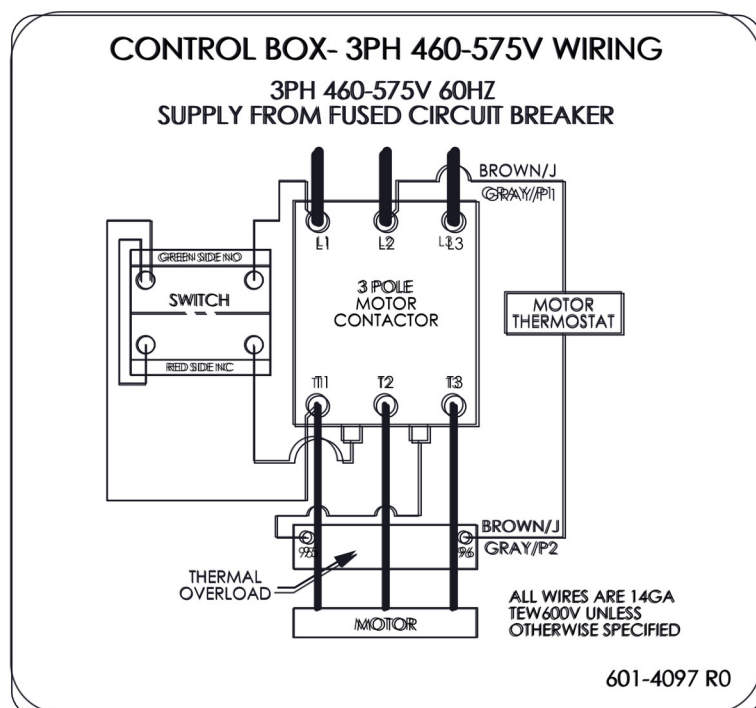 CONTROL BOX- 3PH 460-575V WIRING
3PH 460-575V 60HZ
SUPPLY FROM FUSED CIRCUIT BREAKER
BROWN/J
GRAY/P1
L1
L2
L3
GREEN SIDE NO
SWITCH
RED SIDE NC
3 POLE
MOTOR
CONTACTOR
MOTOR
THERMOSTAT
T1
T2
T3
BROWN/J
GRAY/P2
95
96
THERMAL
OVERLOAD
MOTOR
ALL WIRES ARE 14GA
TEW600V UNLESS
OTHERWISE SPECIFIED
601-4097 R0